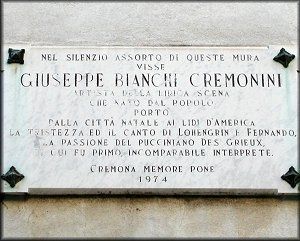 NEL SILENZIO ASSORTO DI QUESTE MURA
VISSE
GIUSEPPE BIANCHI CREMONINI
ARTISTA DELLA LIRICA SCENA
CHE NATO DAL POPOLO
PORTÒ
DALLA CITTÀ NATALE AI LIDI D'AMERICA
LA TRISTEZZA ED IL CANTO DI LOHENGRIN E FERNANDO,
LA PASSIONE DEL PUCCINIANO DES GRIEUX,
DI CUI FU PRIMO, INCOMPARABILE INTERPRETE.
CREMONA MEMORE PONE
1974